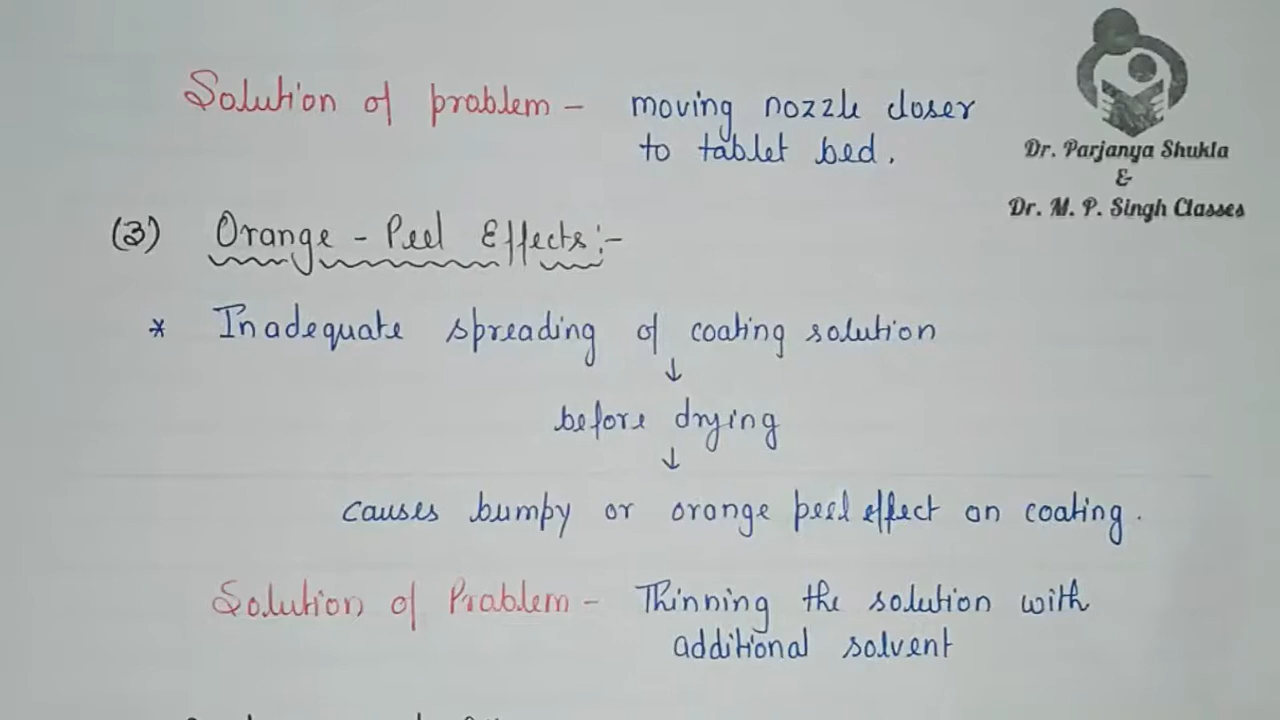 Solution of problem - moving nozzle closer
to tablet bed.
Dr. Parjanya Shukla
&
Dr. M. P. Singh Classes
(3) Orange - Peel Effects :-
* Inadequate spreading of coating solution
↓
before drying
↓
causes bumpy or orange peel effect on coating.
Solution of Problem - Thinning the solution with
additional solvent